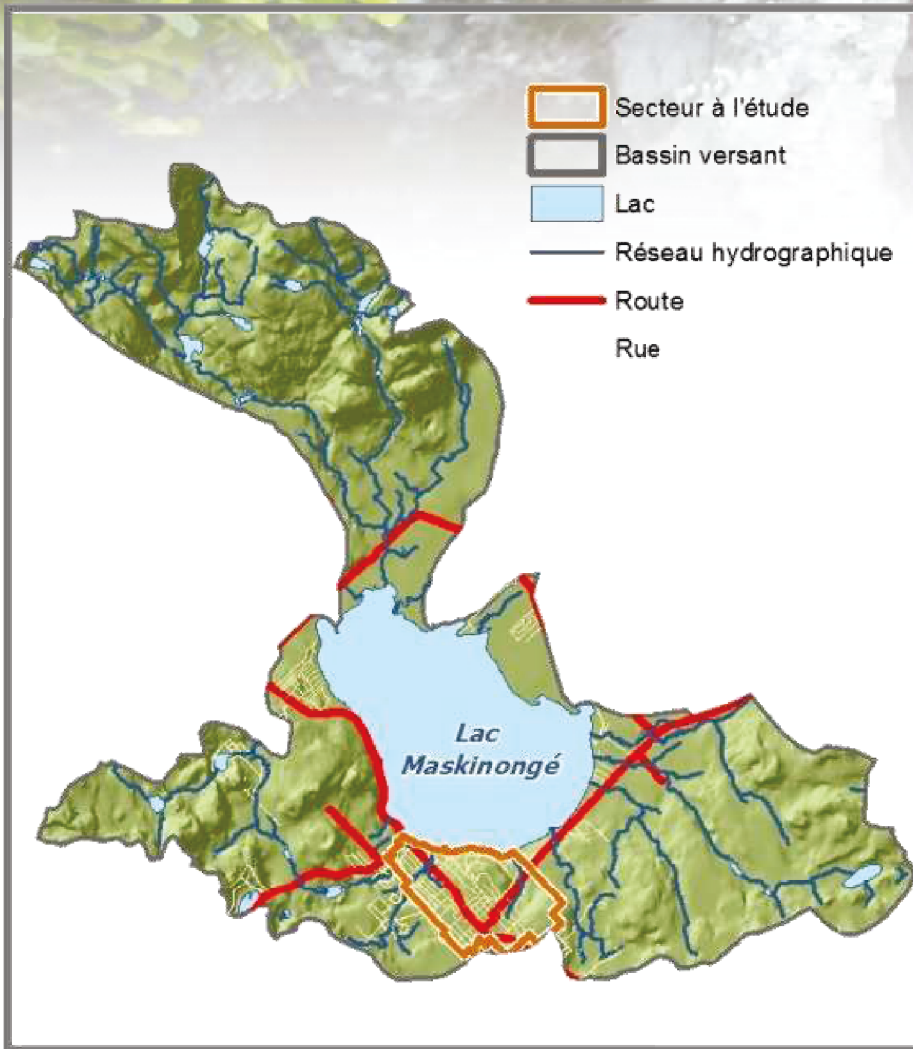 Secteur à l'étude
Bassin versant
Lac
Réseau hydrographique
Route
Rue
Lac
Maskinongé